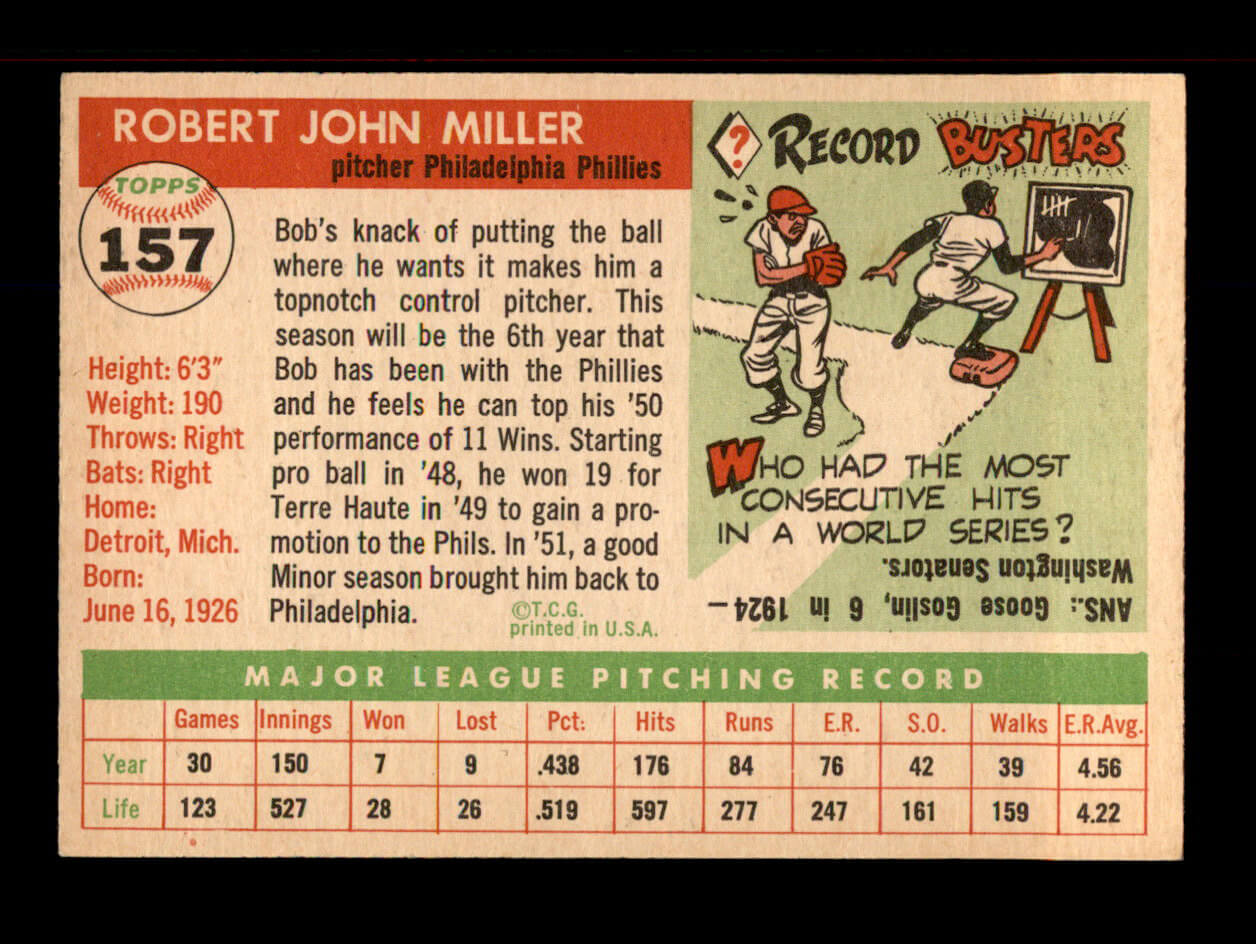 ROBERT JOHN MILLER
pitcher Philadelphia Phillies
TOPPS
157
Height: 6'3"
Weight: 190
Throws: Right
Bats: Right
Home:
Detroit, Mich.
Born:
June 16, 1926
Bob's knack of putting the ball
where he wants it makes him a
topnotch control pitcher. This
season will be the 6th year that
Bob has been with the Phillies
and he feels he can top his '50
performance of 11 Wins. Starting
pro ball in '48, he won 19 for
Terre Haute in '49 to gain a pro-
motion to the Phils. In '51, a good
Minor season brought him back to
Philadelphia.
©T.C.G.
printed in U.S.A.
? RECORD BUSTERS
WHO HAD THE MOST
CONSECUTIVE HITS
IN A WORLD SERIES?
ANS.: Goose Goslin, 6 in 1924—
Washington Senators.
MAJOR LEAGUE PITCHING RECORD
Games Innings Won Lost Pct: Hits Runs E.R. S.O. Walks E.R.Avg.
Year 30 150 7 9 .438 176 84 76 42 39 4.56
Life 123 527 28 26 .519 597 277 247 161 159 4.22